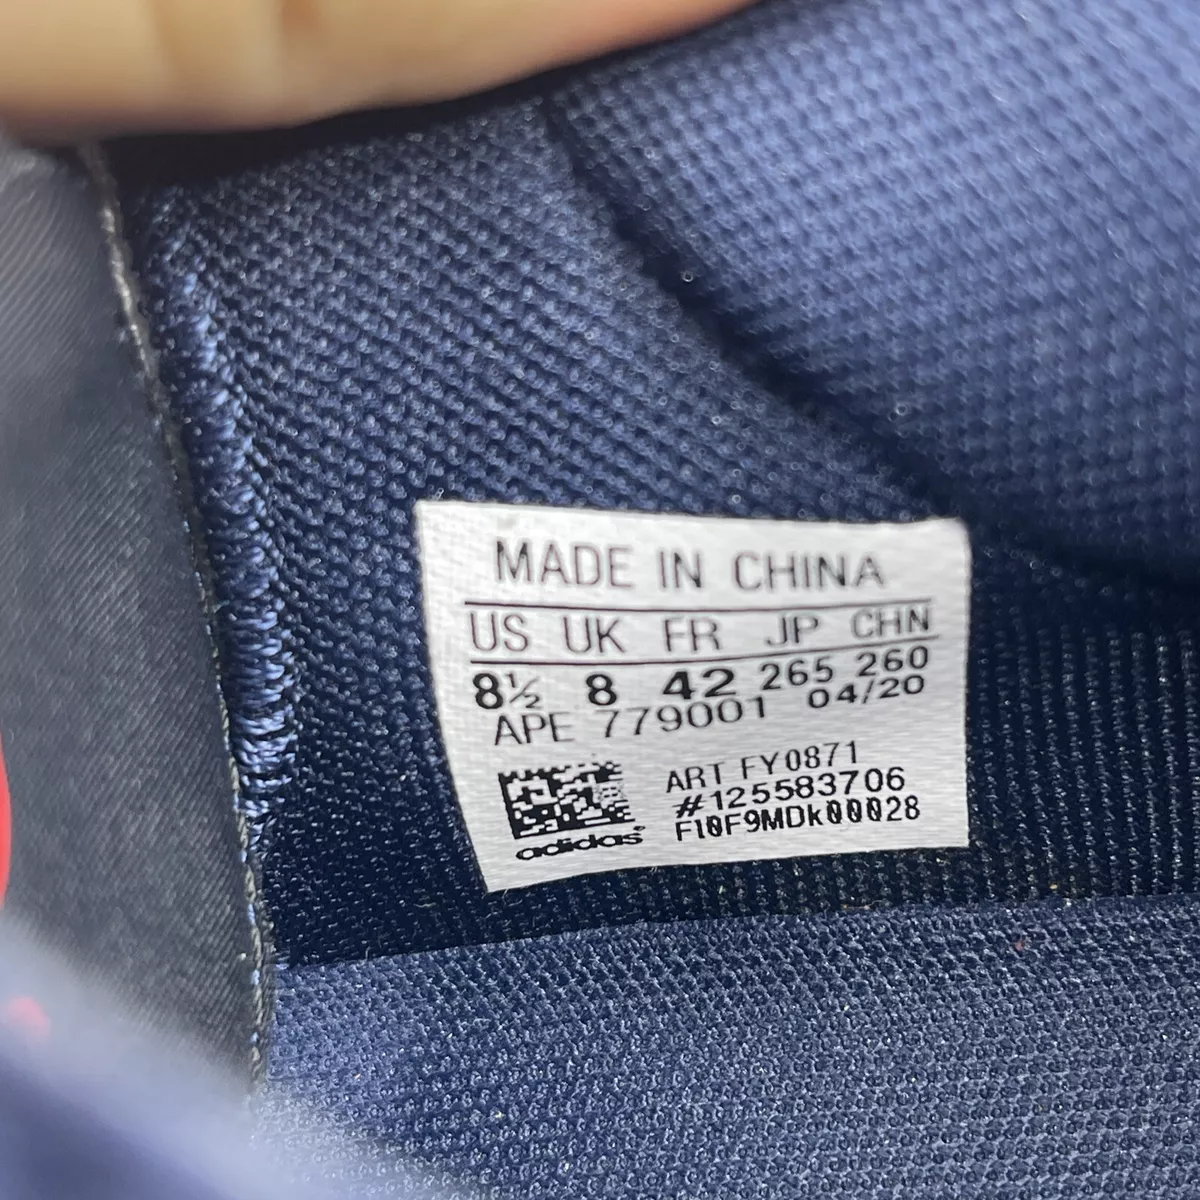 MADE IN CHINA
US UK FR JP CHN
8½ 8 42 265 260
APE 779001 04/20
ART FY0871
#125583706
F10F9MDk00028
adidas